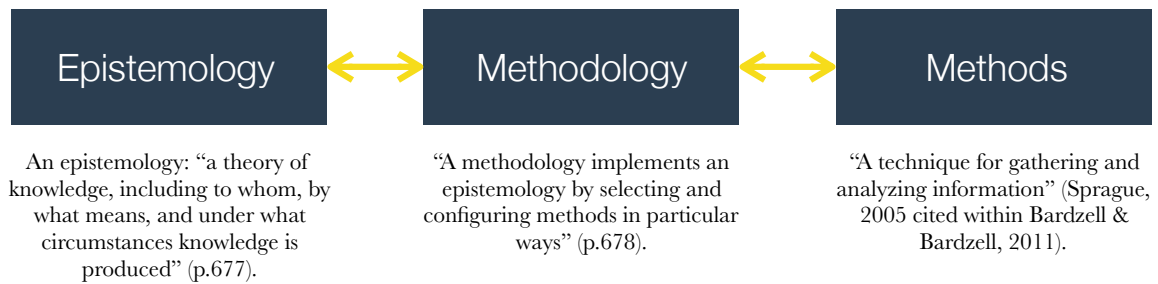 Epistemology
Methodology
Methods
An epistemology: “a theory of
knowledge, including to whom, by
what means, and under what
circumstances knowledge is
produced” (p.677).
“A methodology implements an
epistemology by selecting and
configuring methods in particular
ways” (p.678).
“A technique for gathering and
analyzing information” (Sprague,
2005 cited within Bardzell &
Bardzell, 2011).